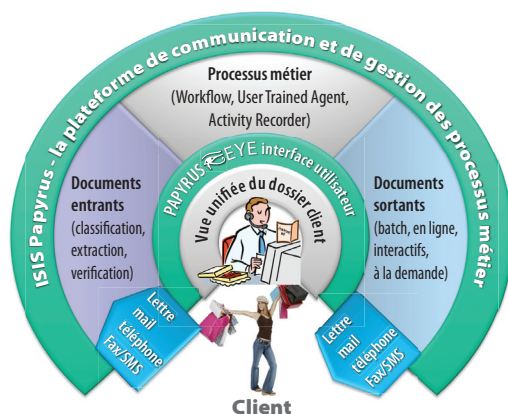 ISIS Papyrus - la plateforme de communication et de gestion des processus métier
Processus métier
(Workflow, User Trained Agent,
Activity Recorder)
PAPYRUS EYE interface utilisateur
Vue unifiée du dossier client
Documents
entrants
(classification,
extraction,
verification)
Documents
sortants
(batch, en ligne,
interactifs,
à la demande)
Lettre
mail
téléphone
Fax/SMS
Lettre
mail
téléphone
Fax/SMS
Client